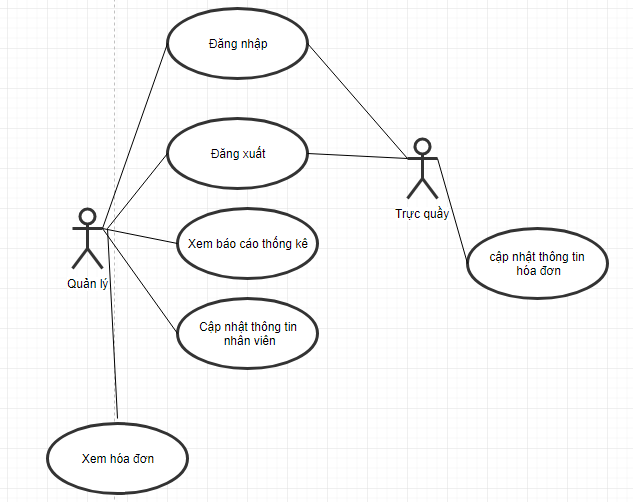 Đăng nhập
Đăng xuất
Trực quầy
Xem báo cáo thống kê
cập nhật thông tin
hóa đơn
Quản lý
Cập nhật thông tin
nhân viên
Xem hóa đơn